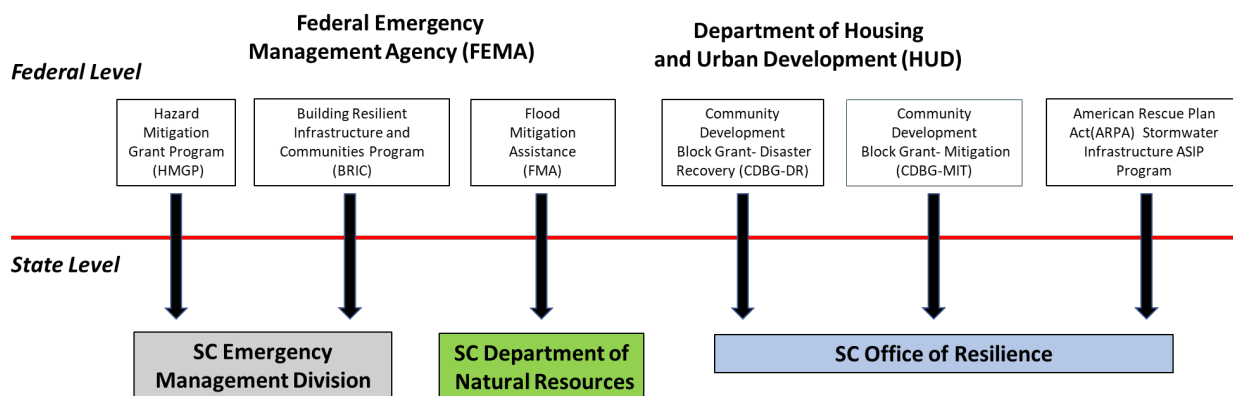 Federal Emergency
Management Agency (FEMA)
Department of Housing
and Urban Development (HUD)
Federal Level
Hazard
Mitigation
Grant Program
(HMGP)
Building Resilient
Infrastructure and
Communities Program
(BRIC)
Flood
Mitigation
Assistance
(FMA)
Community
Development
Block Grant- Disaster
Recovery (CDBG-DR)
Community
Development
Block Grant- Mitigation
(CDBG-MIT)
American Rescue Plan
Act(ARPA) Stormwater
Infrastructure ASIP
Program
State Level
SC Emergency
Management Division
SC Department of
Natural Resources
SC Office of Resilience